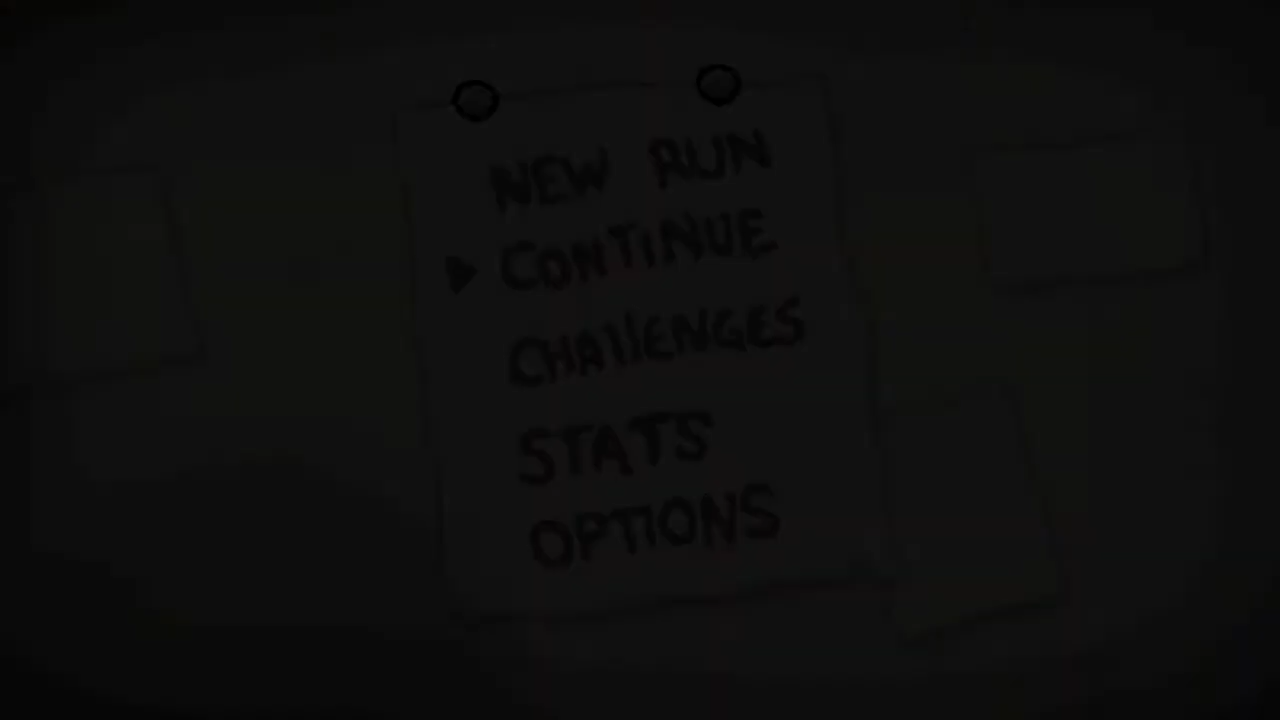 NEW RUN
CONTINUE
CHALLENGES
STATS
OPTIONS